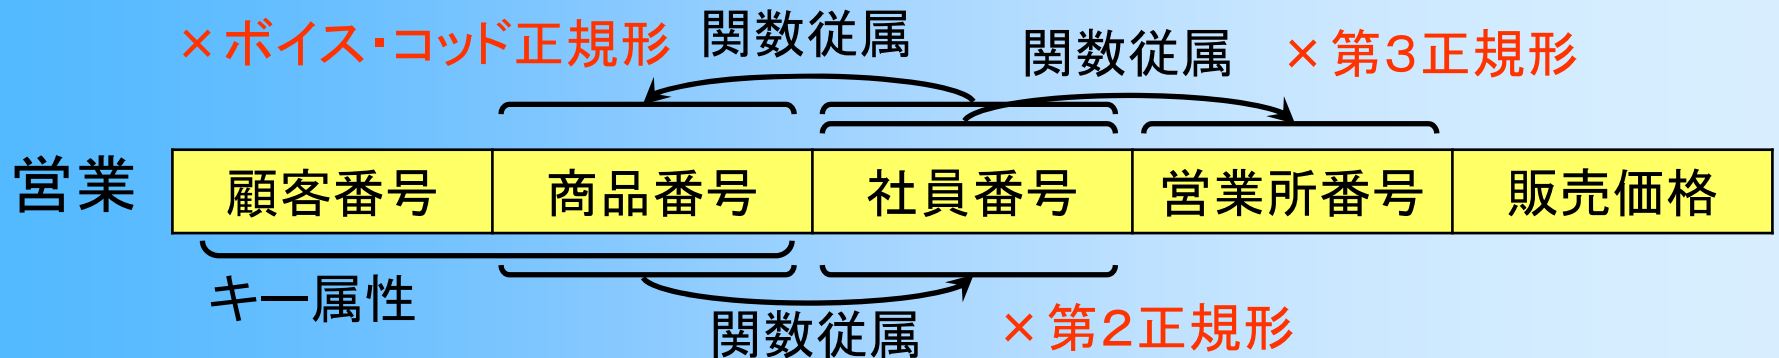 ×ボイス・コッド正規形 関数従属
関数従属 ×第3正規形
営業 顧客番号 商品番号 社員番号 営業所番号 販売価格
キー属性
関数従属 ×第2正規形